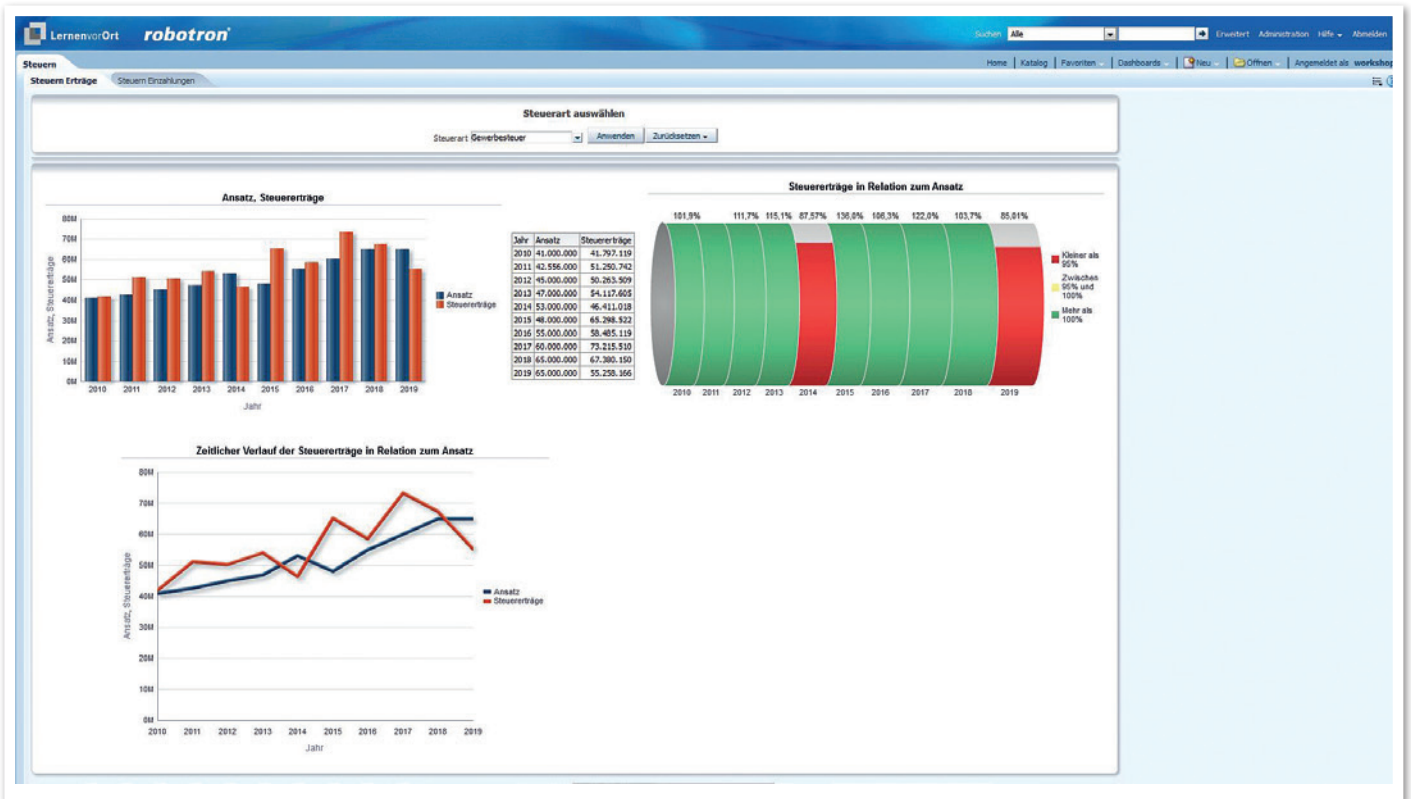 LernenvorOrt robotron
Suchen Alle Erweitert Administration Hilfe Abmelden
Steuern
Home | Katalog | Favoriten | Dashboards | Neu | Öffnen | Angemeldet als workshop
Steuern Erträge Steuern Einzahlungen
Steuerart auswählen
Steuerart Gewerbesteuer Anwenden Zurücksetzen
Ansatz, Steuererträge
80M
70M
60M
50M
40M
30M
20M
10M
0M
Ansatz, Steuererträge
2010 2011 2012 2013 2014 2015 2016 2017 2018 2019
Jahr
Ansatz
Steuererträge
Jahr Ansatz Steuererträge
2010 41.000.000 41.797.119
2011 42.556.000 51.250.742
2012 45.000.000 50.263.509
2013 47.000.000 54.117.605
2014 53.000.000 46.411.018
2015 48.000.000 65.298.522
2016 55.000.000 58.485.119
2017 60.000.000 73.215.510
2018 65.000.000 67.380.150
2019 65.000.000 55.258.166
Steuererträge in Relation zum Ansatz
101,9% 111,7% 115,1% 87,57% 136,0% 106,3% 122,0% 103,7% 85,01%
2010 2011 2012 2013 2014 2015 2016 2017 2018 2019
Kleiner als
95%
Zwischen
95% und
100%
Mehr als
100%
Zeitlicher Verlauf der Steuererträge in Relation zum Ansatz
80M
70M
60M
50M
40M
30M
20M
10M
0M
Ansatz, Steuererträge
2010 2011 2012 2013 2014 2015 2016 2017 2018 2019
Jahr
Ansatz
Steuererträge